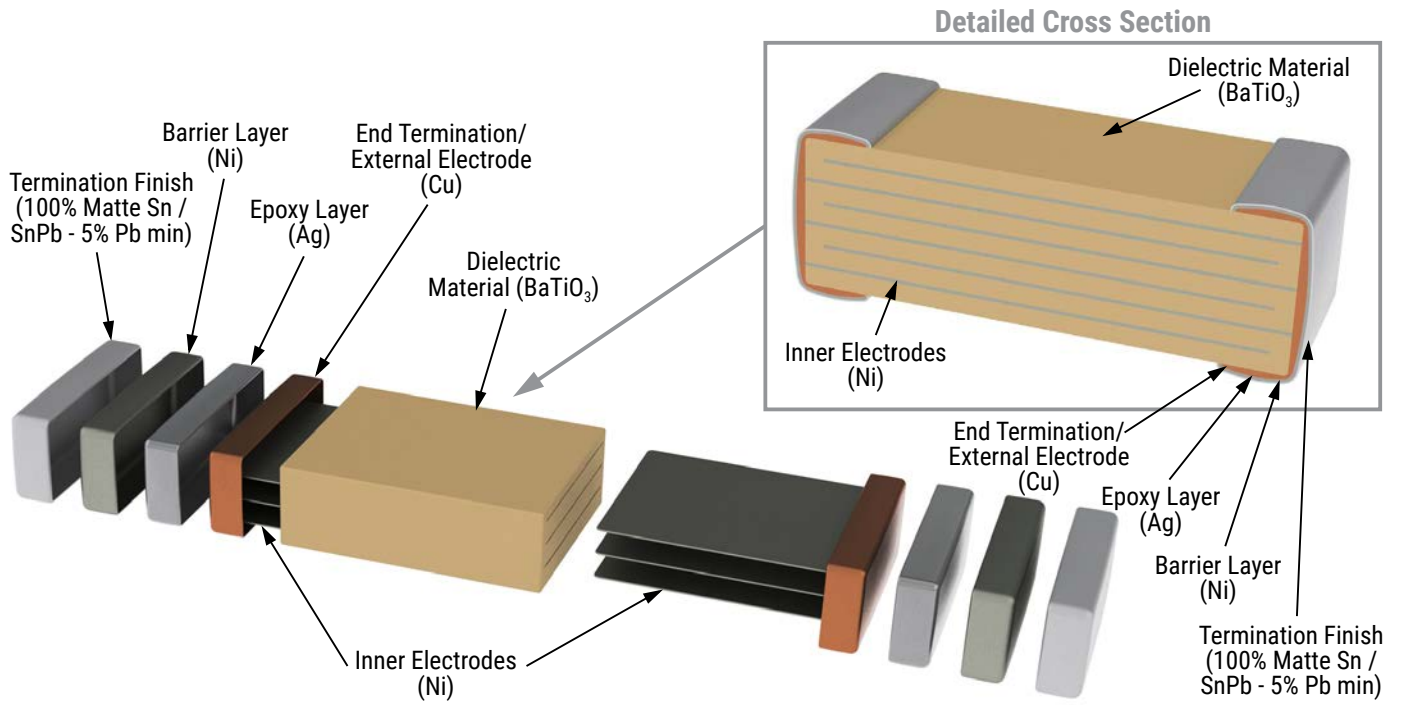 Detailed Cross Section
Dielectric Material
(BaTiO₃)
Inner Electrodes
(Ni)
Barrier Layer
(Ni)
End Termination/
External Electrode
(Cu)
Termination Finish
(100% Matte Sn /
SnPb - 5% Pb min)
Epoxy Layer
(Ag)
Dielectric
Material (BaTiO₃)
Inner Electrodes
(Ni)
End Termination/
External Electrode
(Cu)
Epoxy Layer
(Ag)
Barrier Layer
(Ni)
Termination Finish
(100% Matte Sn /
SnPb - 5% Pb min)